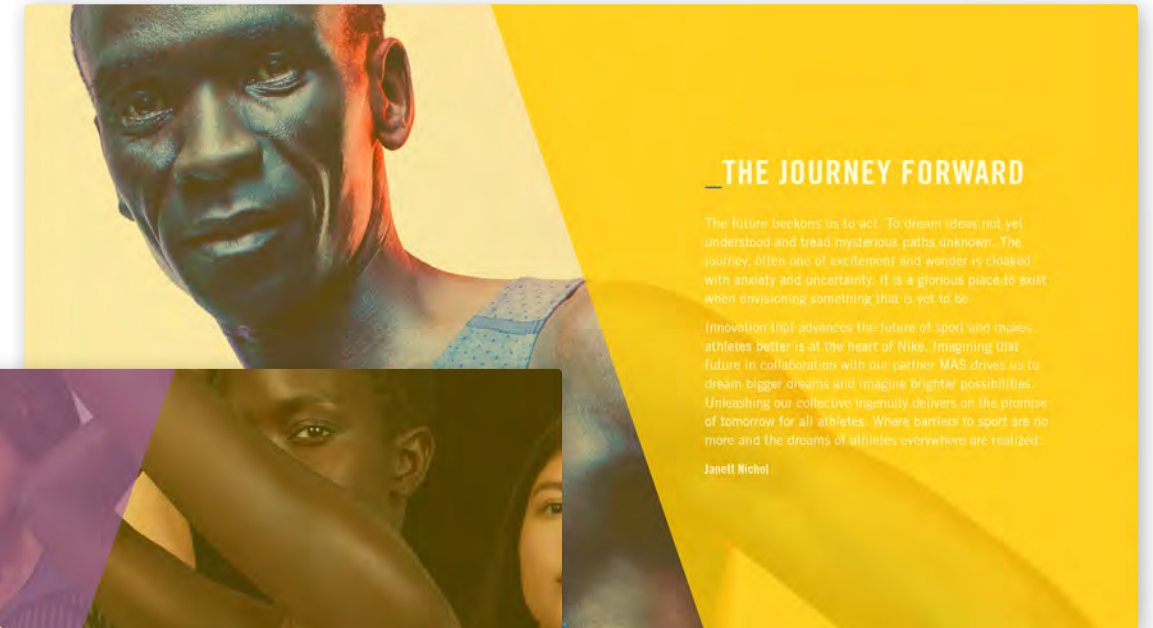 _THE JOURNEY FORWARD
The future beckons us to act. To dream ideas not yet
understood and tread mysterious paths unknown. The
journey, often one of excitement and wonder is cloaked
with anxiety and uncertainty. It is a glorious place to exist
when envisioning something that is yet to be
Innovation that advances the future of sport and makes
athletes better is at the heart of Nike. Imagining that
future in collaboration with our partner MAS drives us to
dream bigger dreams and imagine brighter possibilities.
Unleashing our collective ingenuity delivers on the promise
of tomorrow for all athletes. Where barriers to sport are no
more and the dreams of athletes everywhere are realized.
Janett Nichol